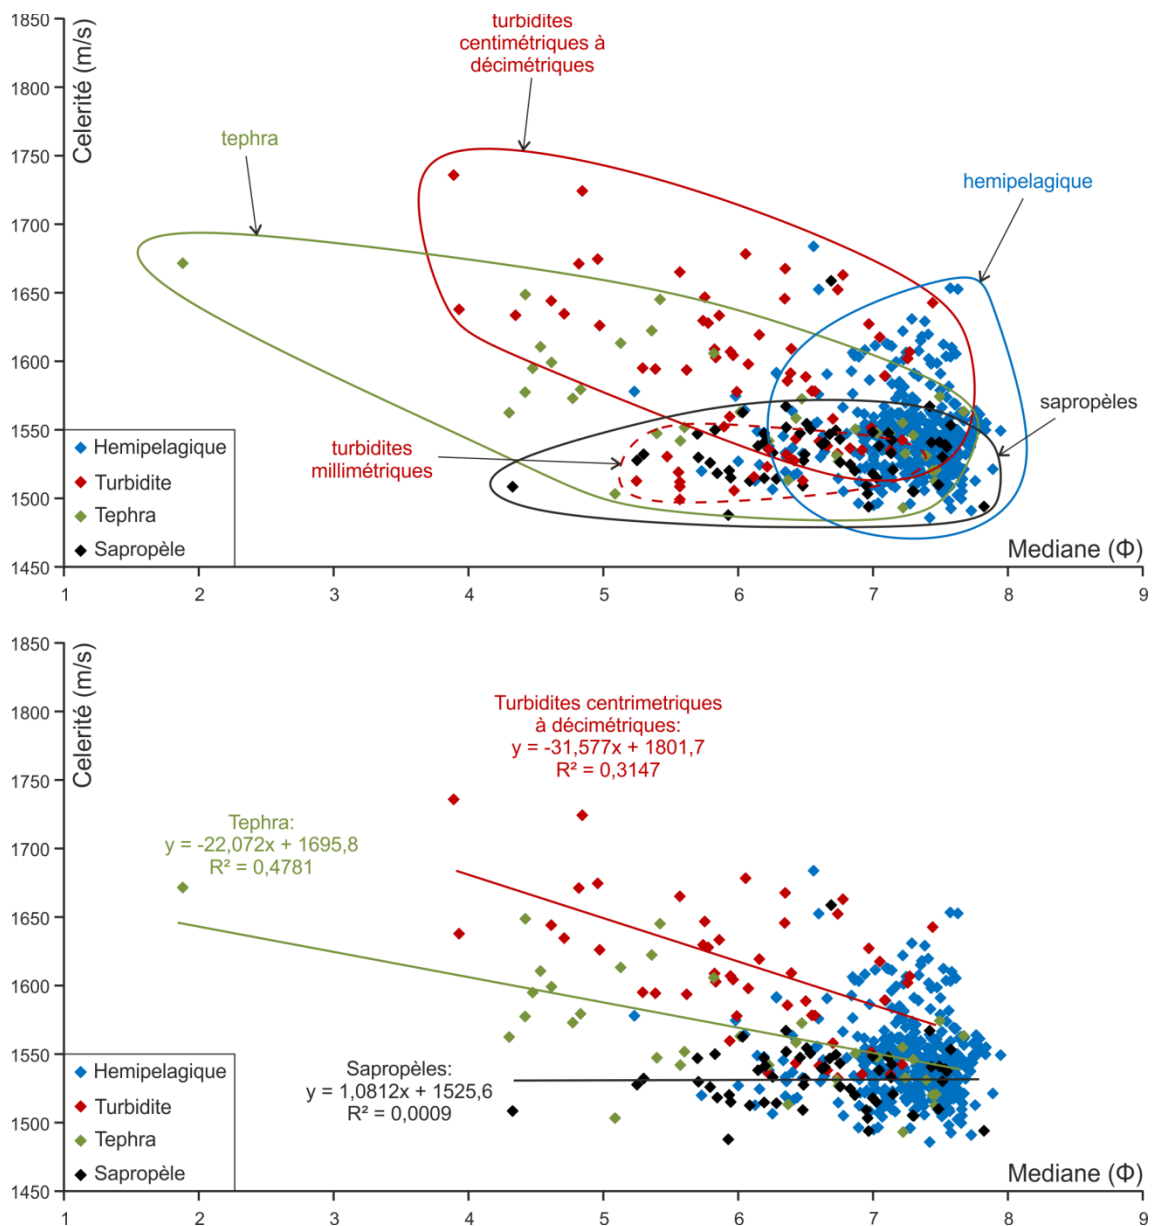 1850
1800
1750
1700
1650
1600
1550
1500
1450
Celerité (m/s)
turbidites
centimétriques à
décimétriques
tephra
hemipelagique
sapropèles
turbidites
millimétriques
Hemipelagique
Turbidite
Tephra
Sapropèle
Mediane (Φ)
1 2 3 4 5 6 7 8 9
1850
1800
1750
1700
1650
1600
1550
1500
1450
Celerité (m/s)
Turbidites centrimetriques
à décimétriques:
y = -31,577x + 1801,7
R² = 0,3147
Tephra:
y = -22,072x + 1695,8
R² = 0,4781
Sapropèles:
y = 1,0812x + 1525,6
R² = 0,0009
Hemipelagique
Turbidite
Tephra
Sapropèle
Mediane (Φ)
1 2 3 4 5 6 7 8 9